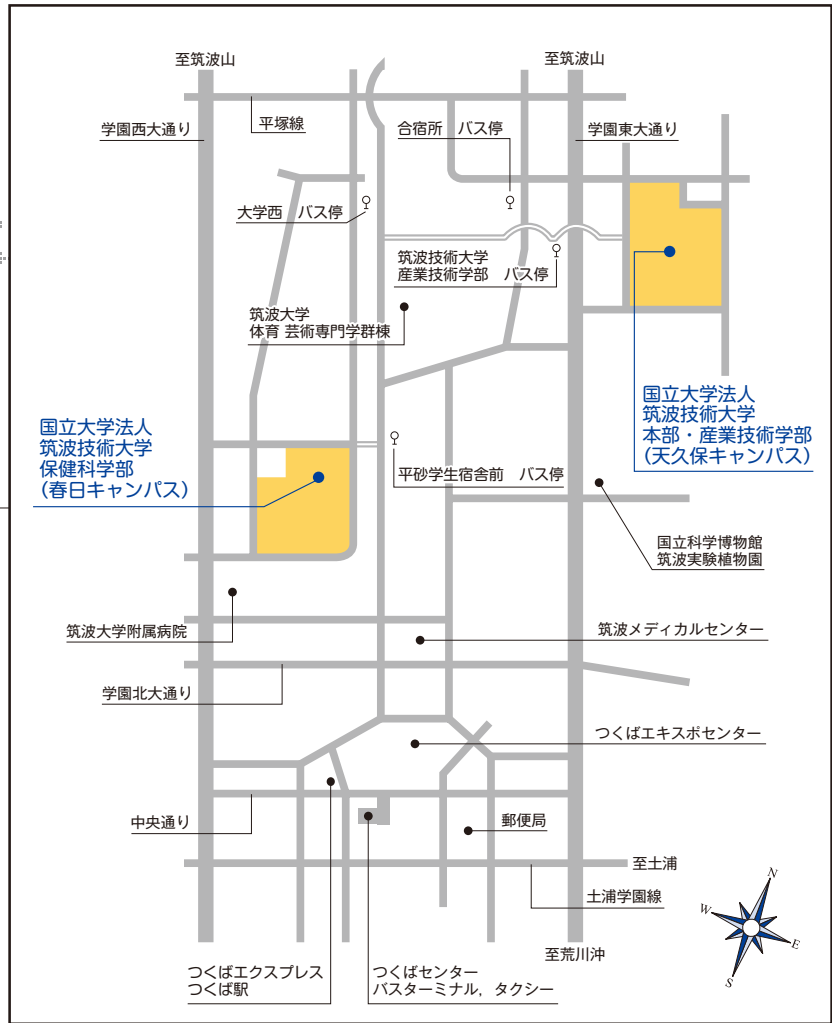 至筑波山
至筑波山
学園西大通り
平塚線
合宿所　バス停
学園東大通り
大学西　バス停
筑波技術大学
産業技術学部　バス停
筑波大学
体育 芸術専門学群棟
国立大学法人
筑波技術大学
本部・産業技術学部
(天久保キャンパス)
国立大学法人
筑波技術大学
保健科学部
(春日キャンパス)
平砂学生宿舎前　バス停
国立科学博物館
筑波実験植物園
筑波大学附属病院
筑波メディカルセンター
学園北大通り
つくばエキスポセンター
中央通り
郵便局
至土浦
土浦学園線
至荒川沖
つくばエクスプレス
つくば駅
つくばセンター
バスターミナル，タクシー
N
W
E
S